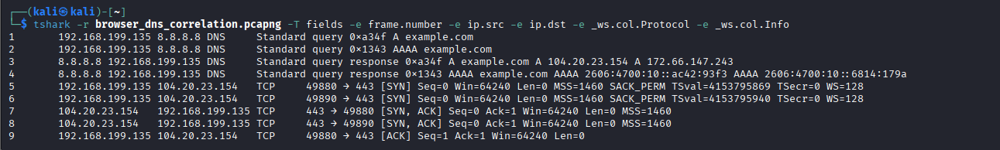 ┌──(kali㉿kali)-[~]
└─$ tshark -r browser_dns_correlation.pcapng -T fields -e frame.number -e ip.src -e ip.dst -e _ws.col.Protocol -e _ws.col.Info
1 192.168.199.135 8.8.8.8 DNS Standard query 0×a34f A example.com
2 192.168.199.135 8.8.8.8 DNS Standard query 0×1343 AAAA example.com
3 8.8.8.8 192.168.199.135 DNS Standard query response 0×a34f A example.com A 104.20.23.154 A 172.66.147.243
4 8.8.8.8 192.168.199.135 DNS Standard query response 0×1343 AAAA example.com AAAA 2606:4700:10::ac42:93f3 AAAA 2606:4700:10::6814:179a
5 192.168.199.135 104.20.23.154 TCP 49880 → 443 [SYN] Seq=0 Win=64240 Len=0 MSS=1460 SACK_PERM TSval=4153795869 TSecr=0 WS=128
6 192.168.199.135 104.20.23.154 TCP 49890 → 443 [SYN] Seq=0 Win=64240 Len=0 MSS=1460 SACK_PERM TSval=4153795940 TSecr=0 WS=128
7 104.20.23.154 192.168.199.135 TCP 443 → 49880 [SYN, ACK] Seq=0 Ack=1 Win=64240 Len=0 MSS=1460
8 104.20.23.154 192.168.199.135 TCP 443 → 49890 [SYN, ACK] Seq=0 Ack=1 Win=64240 Len=0 MSS=1460
9 192.168.199.135 104.20.23.154 TCP 49880 → 443 [ACK] Seq=1 Ack=1 Win=64240 Len=0